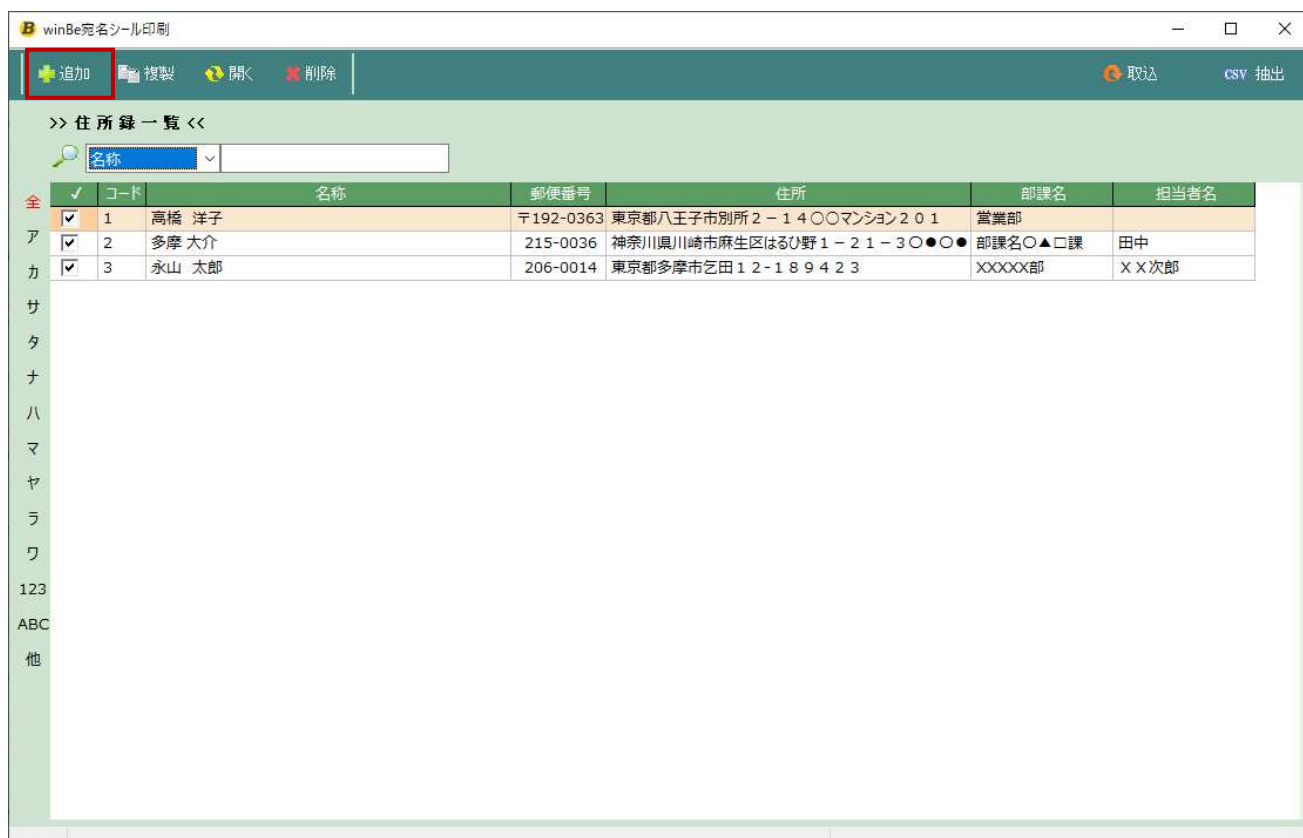 winBe宛名シール印刷
追加 複製 開く 削除 取込 CSV 抽出
>> 住所録一覧 <<
名称
✓ コード 名称 郵便番号 住所 部課名 担当者名
1 高橋 洋子 〒192-0363 東京都八王子市別所２－１４〇〇マンション２０１ 営業部
2 多摩 大介 215-0036 神奈川県川崎市麻生区はるひ野１－２１－３〇●〇● 部課名〇▲□課 田中
3 永山 太郎 206-0014 東京都多摩市乞田１２-１８９４２３ XXXXX部 ＸＸ次郎
全
ア
カ
サ
タ
ナ
ハ
マ
ヤ
ラ
ワ
123
ABC
他